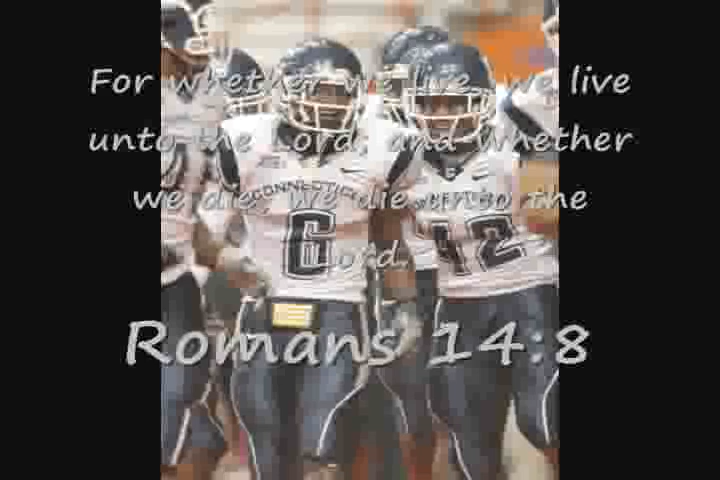 For whether we live, we live
unto the Lord; and whether
we die, we die unto the
Lord.
CONNECTICUT
6
42
Romans 14:8